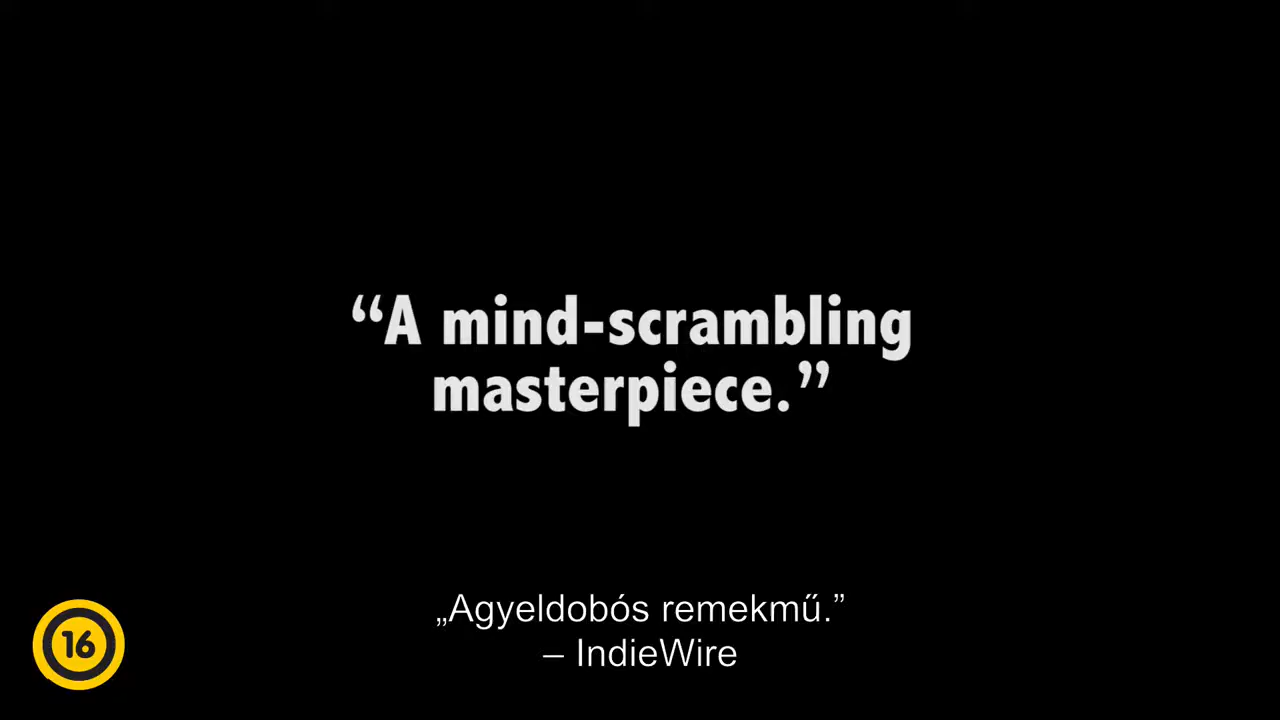 “A mind-scrambling
masterpiece.”
„Agyeldobós remekmű.”
– IndieWire
16